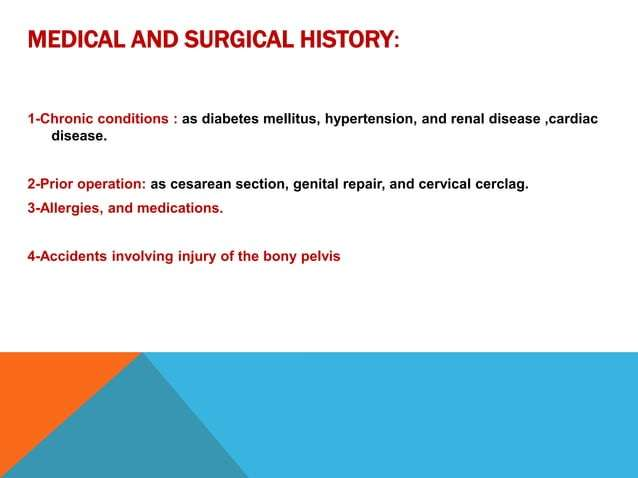 MEDICAL AND SURGICAL HISTORY:
1-Chronic conditions : as diabetes mellitus, hypertension, and renal disease ,cardiac
disease.
2-Prior operation: as cesarean section, genital repair, and cervical cerclag.
3-Allergies, and medications.
4-Accidents involving injury of the bony pelvis